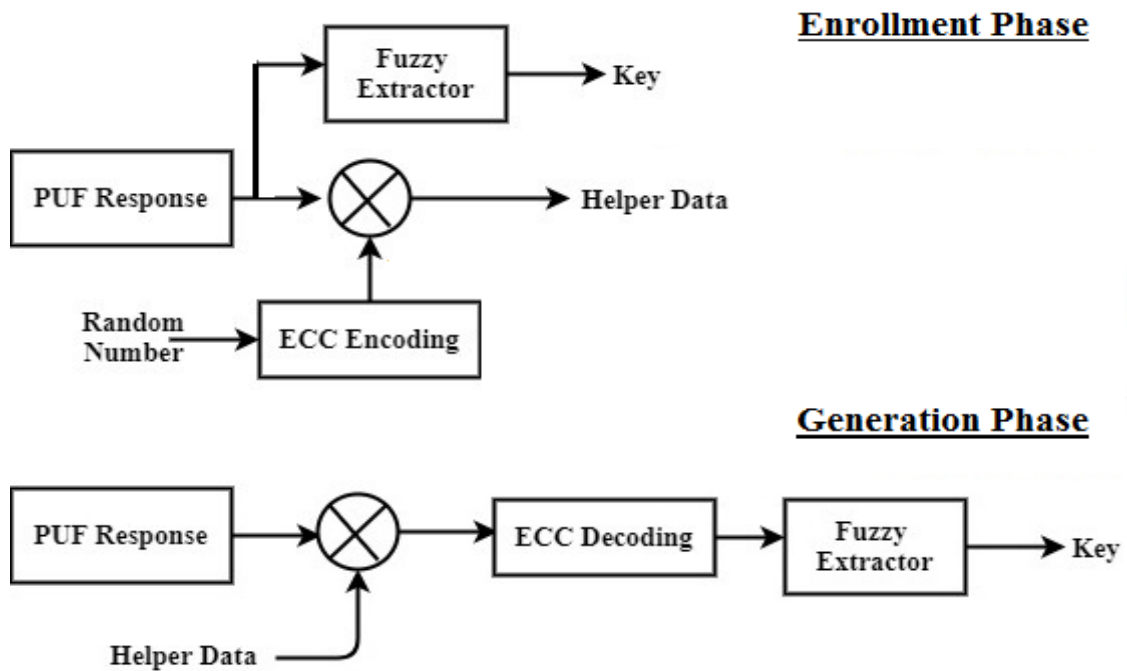 Enrollment Phase
Fuzzy
Extractor
Key
PUF Response
Helper Data
Random
Number
ECC Encoding
Generation Phase
PUF Response
ECC Decoding
Fuzzy
Extractor
Key
Helper Data